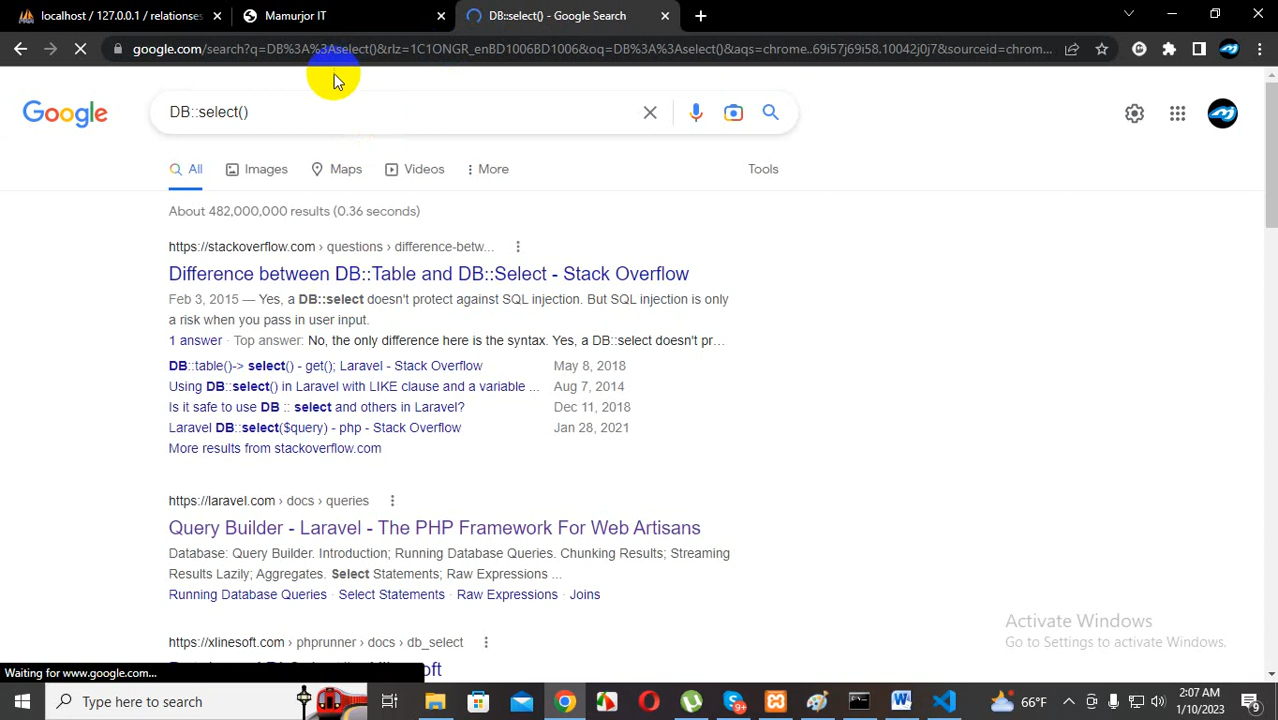 localhost / 127.0.0.1 / relationses
Mamurjor IT
DB::select() - Google Search
google.com/search?q=DB%3A%3Aselect()&rlz=1C1ONGR_enBD1006BD1006&oq=DB%3A%3Aselect()&aqs=chrome..69i57j69i58.10042j0j7&sourceid=chrom...
Google
DB::select()
All
Images
Maps
Videos
More
Tools
About 482,000,000 results (0.36 seconds)
https://stackoverflow.com › questions › difference-betw...
Difference between DB::Table and DB::Select - Stack Overflow
Feb 3, 2015 — Yes, a DB::select doesn't protect against SQL injection. But SQL injection is only
a risk when you pass in user input.
1 answer · Top answer: No, the only difference here is the syntax. Yes, a DB::select doesn't pr...
DB::table()-> select() - get(); Laravel - Stack Overflow May 8, 2018
Using DB::select() in Laravel with LIKE clause and a variable ... Aug 7, 2014
Is it safe to use DB :: select and others in Laravel? Dec 11, 2018
Laravel DB::select($query) - php - Stack Overflow Jan 28, 2021
More results from stackoverflow.com
https://laravel.com › docs › queries
Query Builder - Laravel - The PHP Framework For Web Artisans
Database: Query Builder. Introduction; Running Database Queries. Chunking Results; Streaming
Results Lazily; Aggregates. Select Statements; Raw Expressions ...
Running Database Queries · Select Statements · Raw Expressions · Joins
Activate Windows
Go to Settings to activate Windows.
https://xlinesoft.com › phprunner › docs › db_select
Waiting for www.google.com...
Type here to search
66°F
2:07 AM
1/10/2023